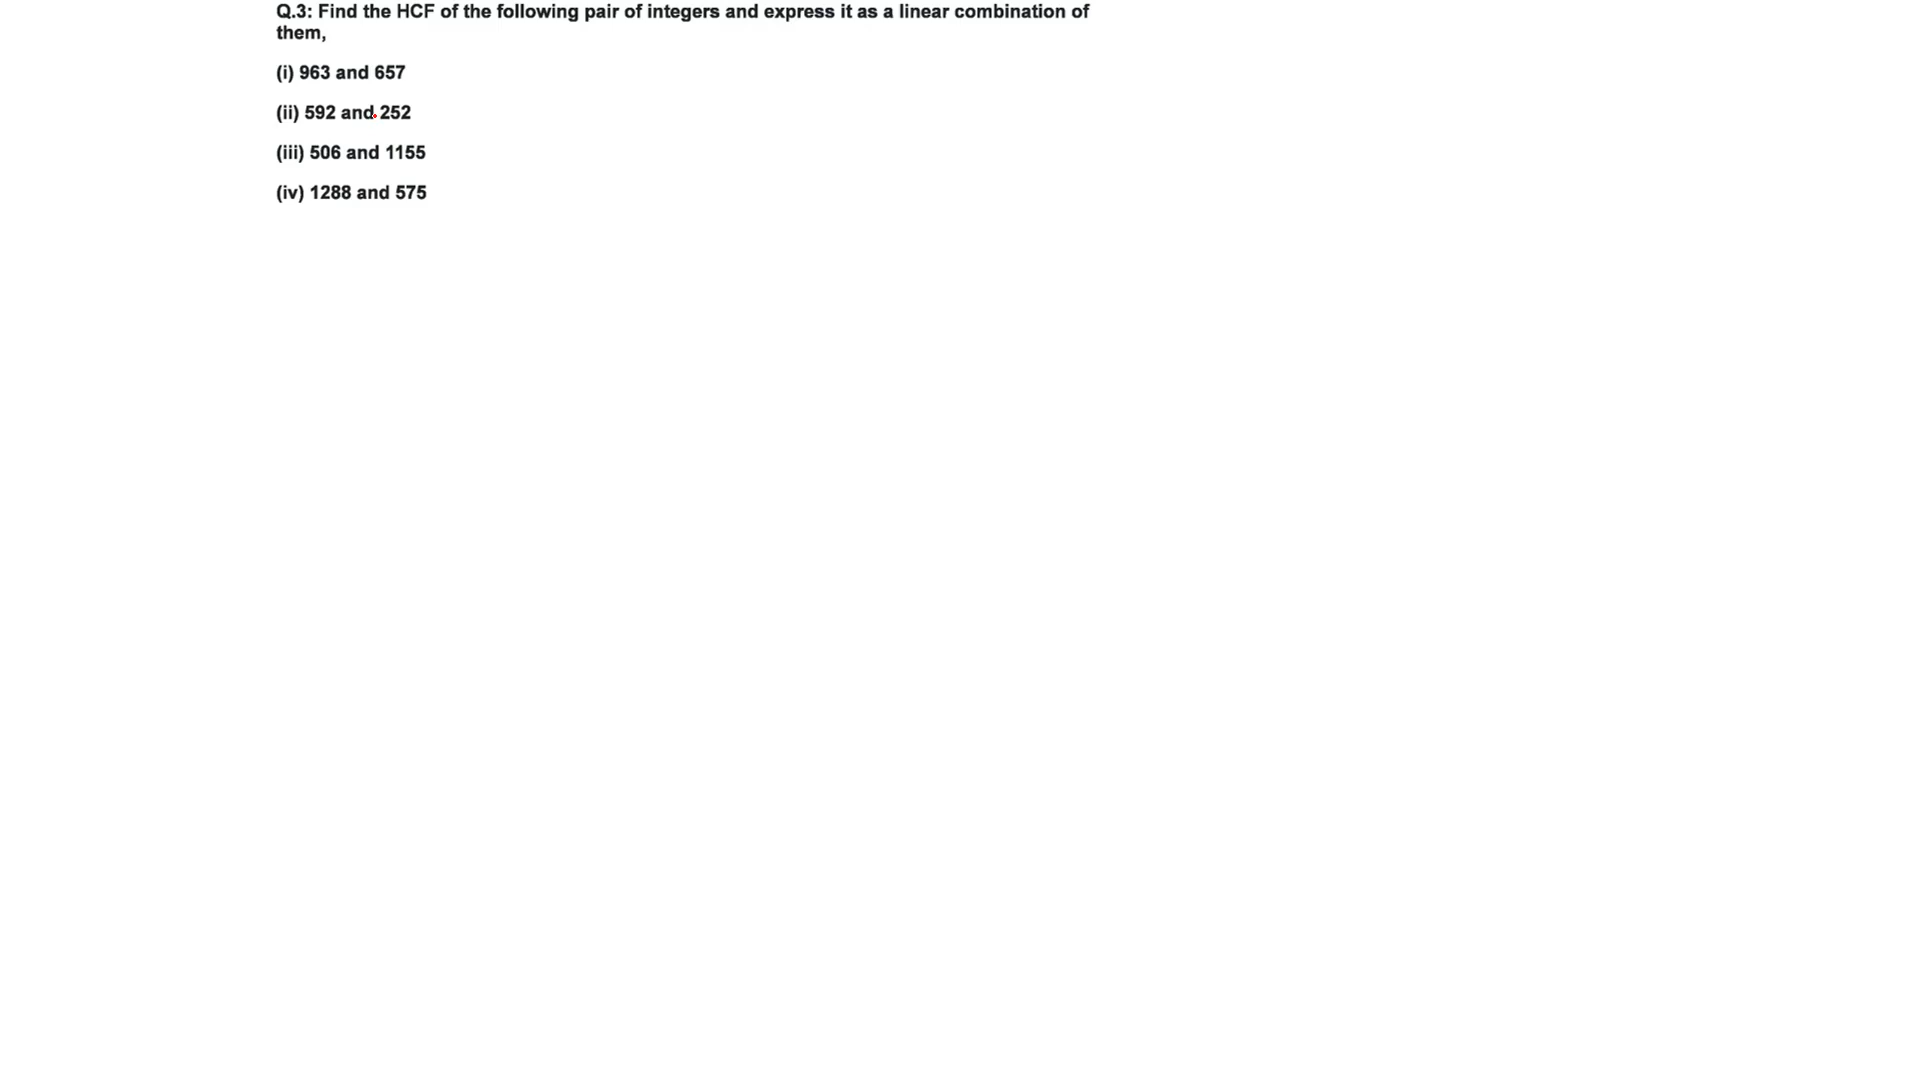 Q.3: Find the HCF of the following pair of integers and express it as a linear combination of
them,
(i) 963 and 657
(ii) 592 and 252
(iii) 506 and 1155
(iv) 1288 and 575